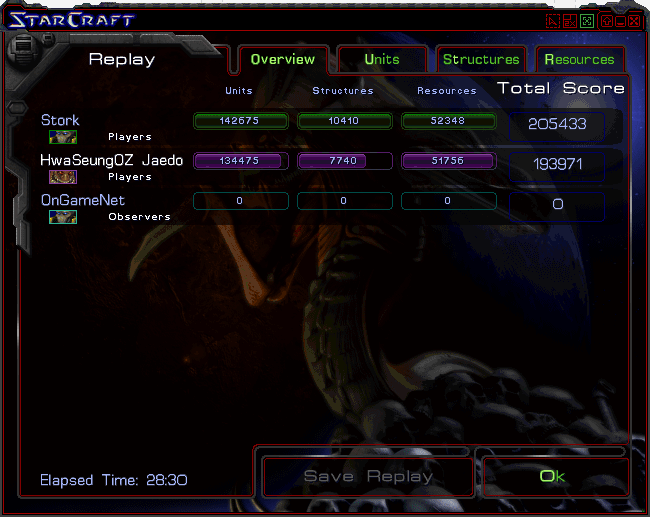 StarCraft
Replay
Overview
Units
Structures
Resources
Units
Structures
Resources
Total Score
Stork
Players
142675
10410
52348
205433
HwaSeungOZ Jaedo
Players
134475
7740
51756
193971
OnGameNet
Observers
0
0
0
0
Elapsed Time: 28:30
Save Replay
Ok